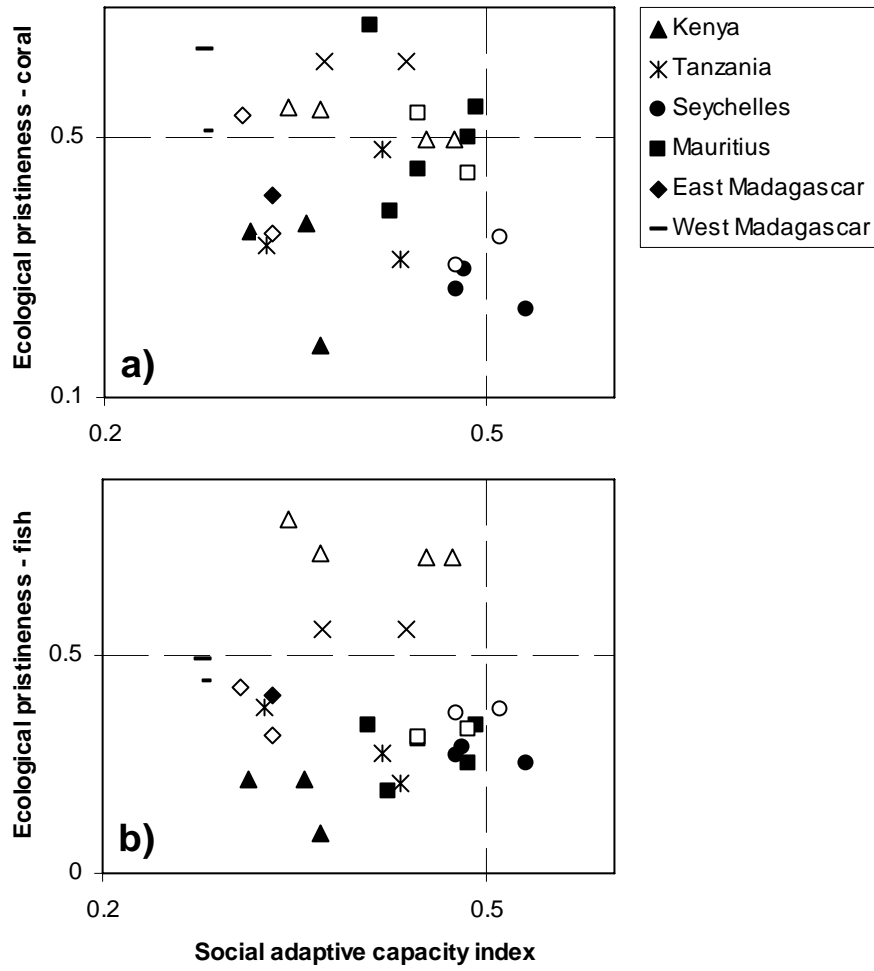 Ecological pristineness - coral
0.5
0.1
a)
0.2
0.5
Kenya
Tanzania
Seychelles
Mauritius
East Madagascar
West Madagascar
Ecological pristineness - fish
0.5
0
b)
0.2
0.5
Social adaptive capacity index